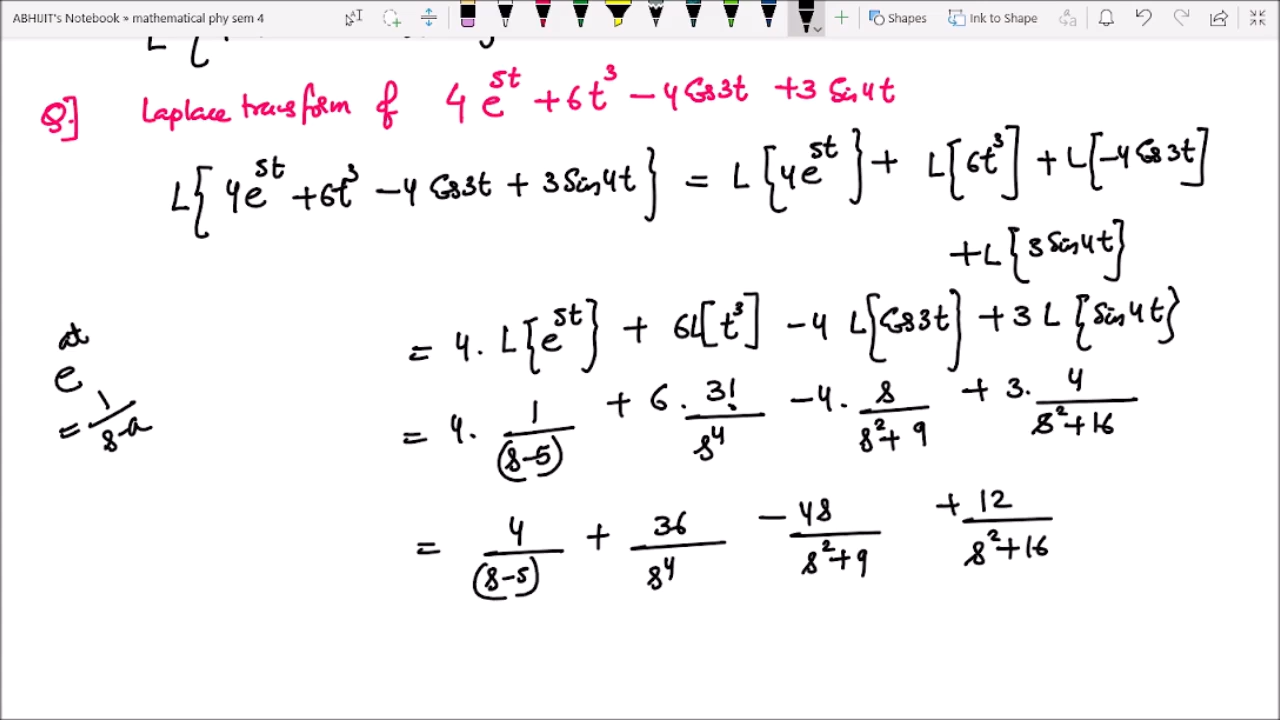 ABHIJIT's Notebook » mathematical phy sem 4
Shapes Ink to Shape
L{
Q.] Laplace transform of 4e^{5t} + 6t^3 - 4 Cos3t + 3 Sin4t
L{4e^{5t} + 6t^3 - 4 Cos3t + 3 Sin4t} = L{4e^{5t}} + L[6t^3] + L[-4 Cos3t]
+ L{3 Sin4t}
= 4. L{e^{5t}} + 6L[t^3] - 4 L{Cos3t} + 3 L{Sin4t}
e^{at}
= 1/(s-a)
= 4. 1/(s-5) + 6 . 3!/s^4 - 4. s/(s^2+9) + 3. 4/(s^2+16)
= 4/(s-5) + 36/s^4 - 4s/(s^2+9) + 12/(s^2+16)